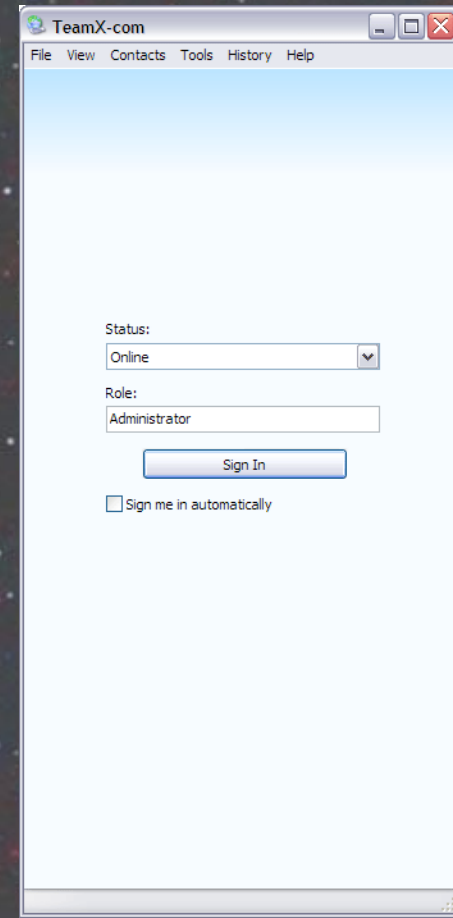 TeamX-com
File View Contacts Tools History Help
Status:
Online
Role:
Administrator
Sign In
Sign me in automatically